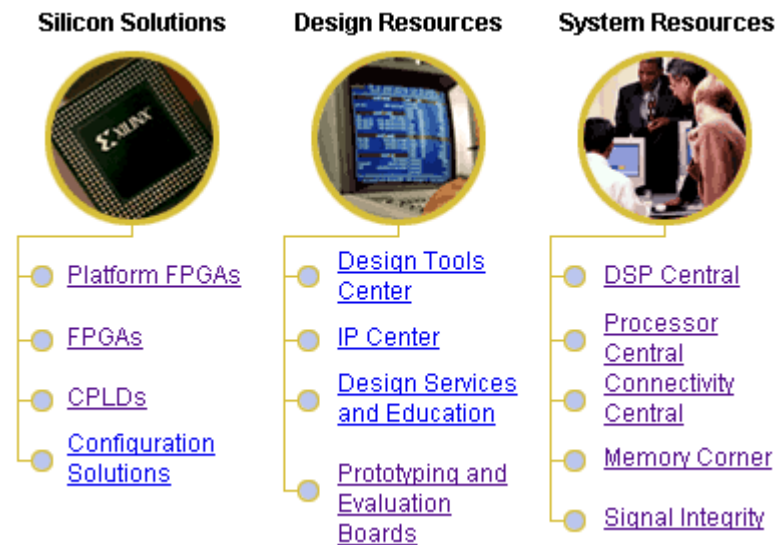 Silicon Solutions
XILINX
Platform FPGAs
FPGAs
CPLDs
Configuration
Solutions
Design Resources
Design Tools
Center
IP Center
Design Services
and Education
Prototyping and
Evaluation
Boards
System Resources
DSP Central
Processor
Central
Connectivity
Central
Memory Corner
Signal Integrity